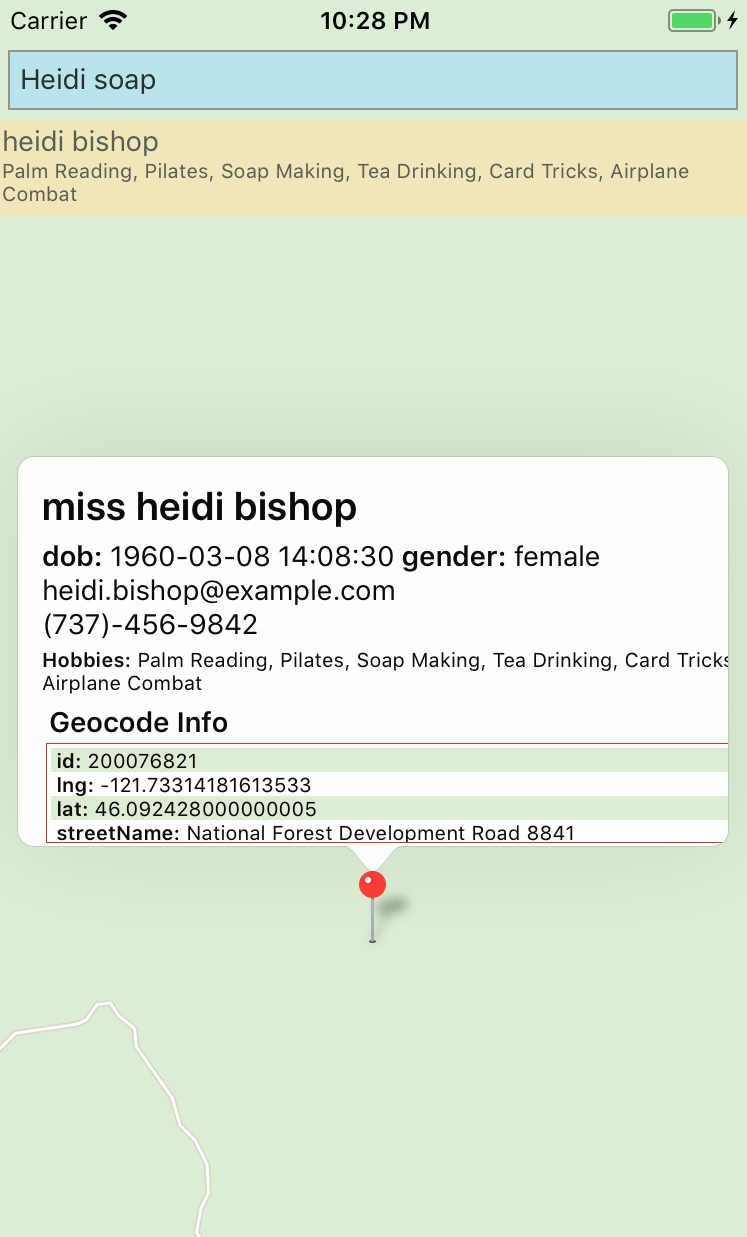 Carrier 10:28 PM
Heidi soap
heidi bishop
Palm Reading, Pilates, Soap Making, Tea Drinking, Card Tricks, Airplane
Combat
miss heidi bishop
dob: 1960-03-08 14:08:30 gender: female
heidi.bishop@example.com
(737)-456-9842
Hobbies: Palm Reading, Pilates, Soap Making, Tea Drinking, Card Tricks
Airplane Combat
Geocode Info
id: 200076821
lng: -121.73314181613533
lat: 46.092428000000005
streetName: National Forest Development Road 8841